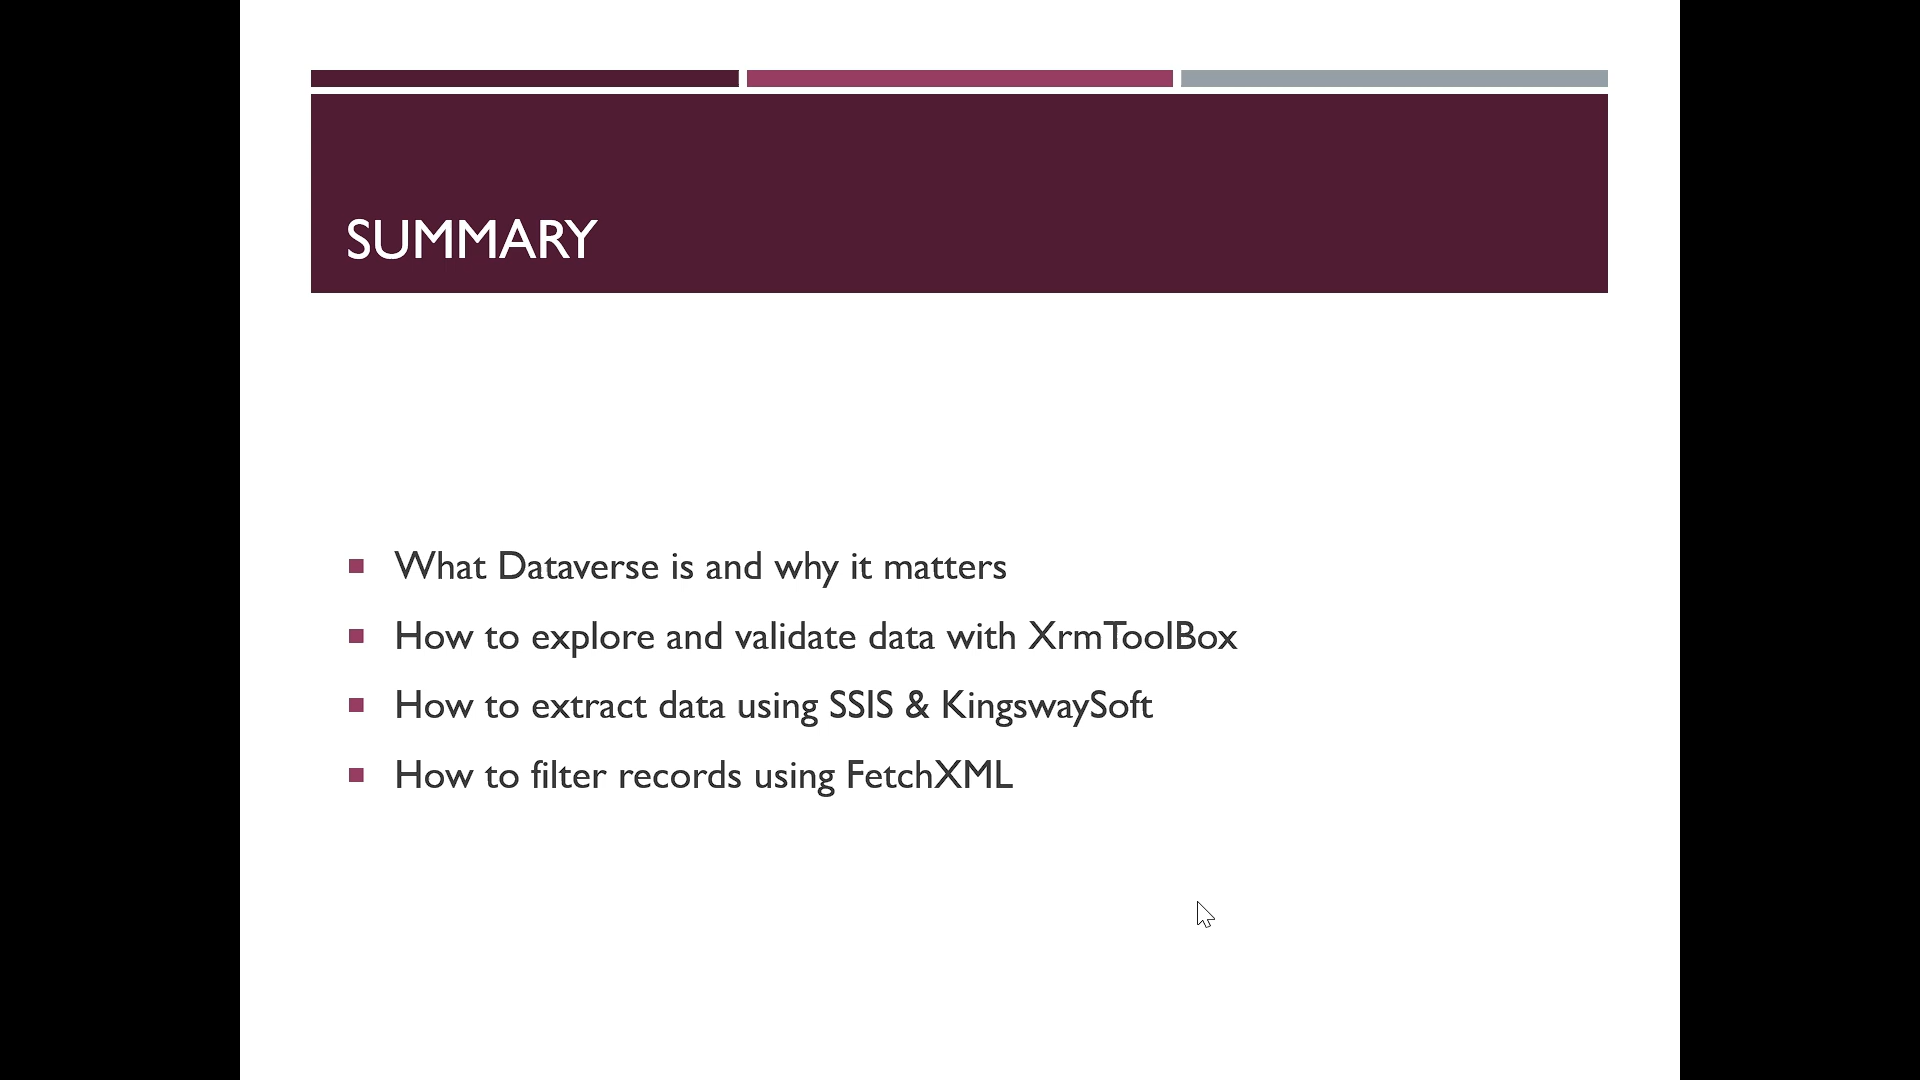 SUMMARY
What Dataverse is and why it matters
How to explore and validate data with XrmToolBox
How to extract data using SSIS & KingswaySoft
How to filter records using FetchXML